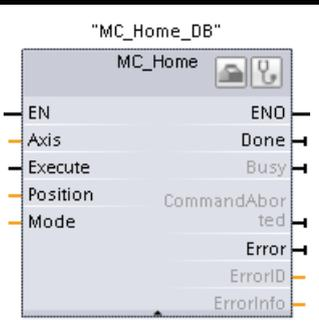 "MC_Home_DB"
MC_Home
EN ENO
Axis Done
Execute Busy
Position CommandAbor
Mode ted
Error
ErrorID
ErrorInfo